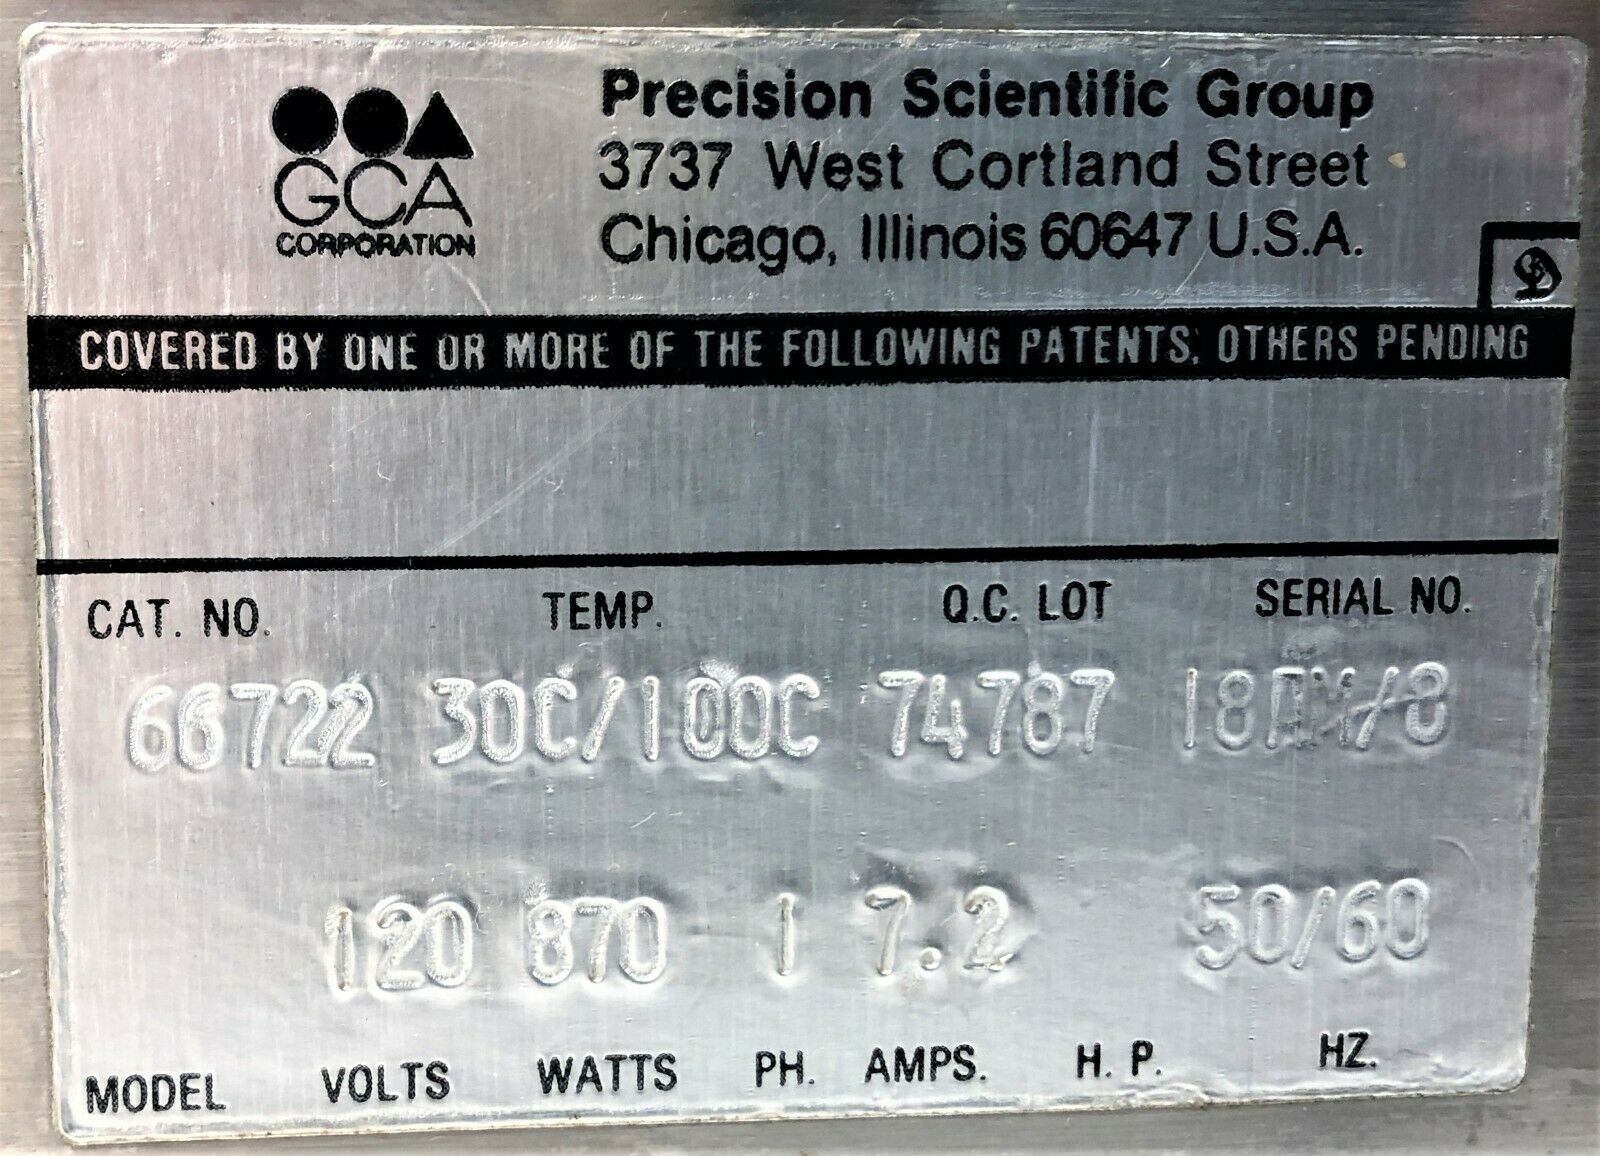 GCA
CORPORATION
Precision Scientific Group
3737 West Cortland Street
Chicago, Illinois 60647 U.S.A.
COVERED BY ONE OR MORE OF THE FOLLOWING PATENTS, OTHERS PENDING
CAT. NO. TEMP. Q.C. LOT SERIAL NO.
66722 30C/100C 74787
120 870 1 7.2 50/60
MODEL VOLTS WATTS PH. AMPS. H. P. HZ.